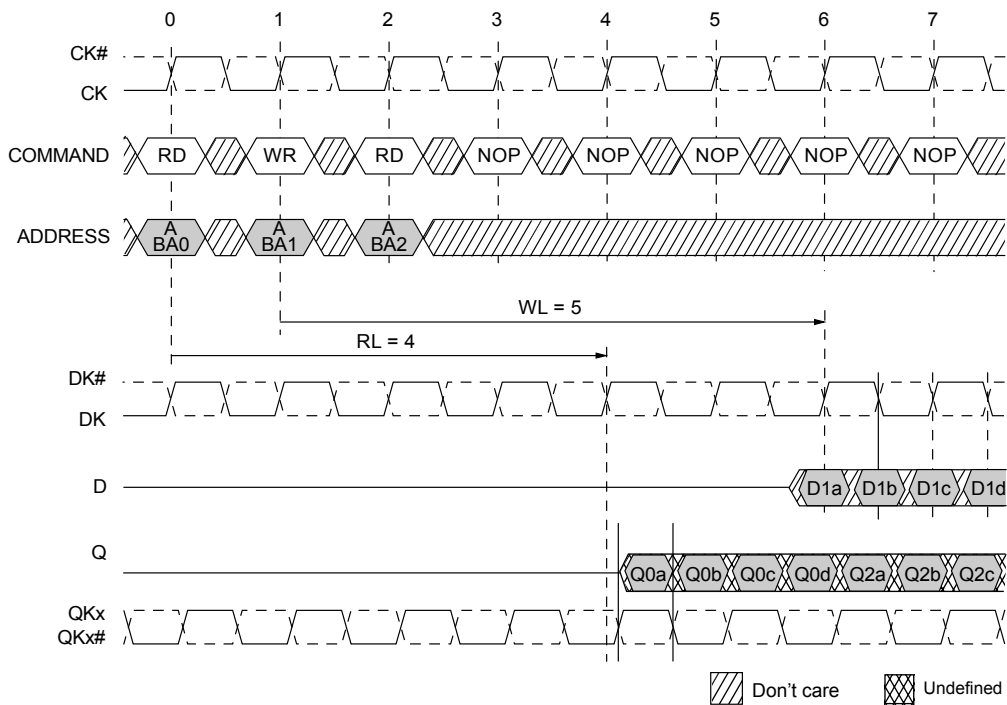 0 1 2 3 4 5 6 7
CK#
CK
COMMAND RD WR RD NOP NOP NOP NOP NOP
ADDRESS A BA0 A BA1 A BA2
WL = 5
RL = 4
DK#
DK
D D1a D1b D1c D1d
Q Q0a Q0b Q0c Q0d Q2a Q2b Q2c
QKx
QKx#
Don't care Undefined